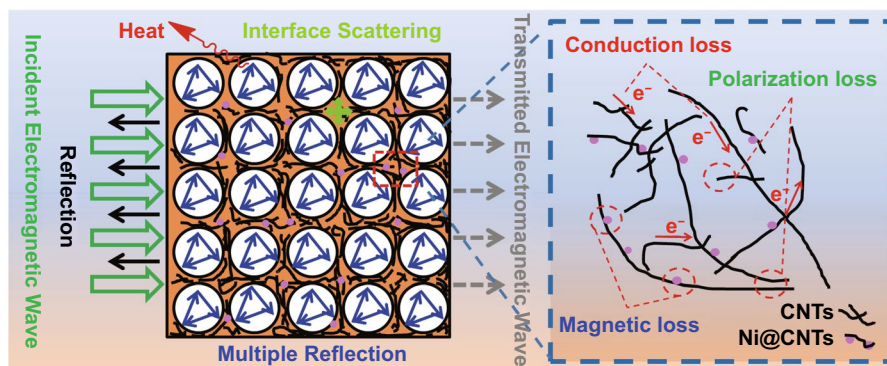 Incident Electromagnetic Wave
Reflection
Heat
Interface Scattering
Multiple Reflection
Transmitted Electromagnetic Wave
Conduction loss
Polarization loss
e⁻
e⁻
e⁻
e⁻
Magnetic loss
CNTs
Ni@CNTs